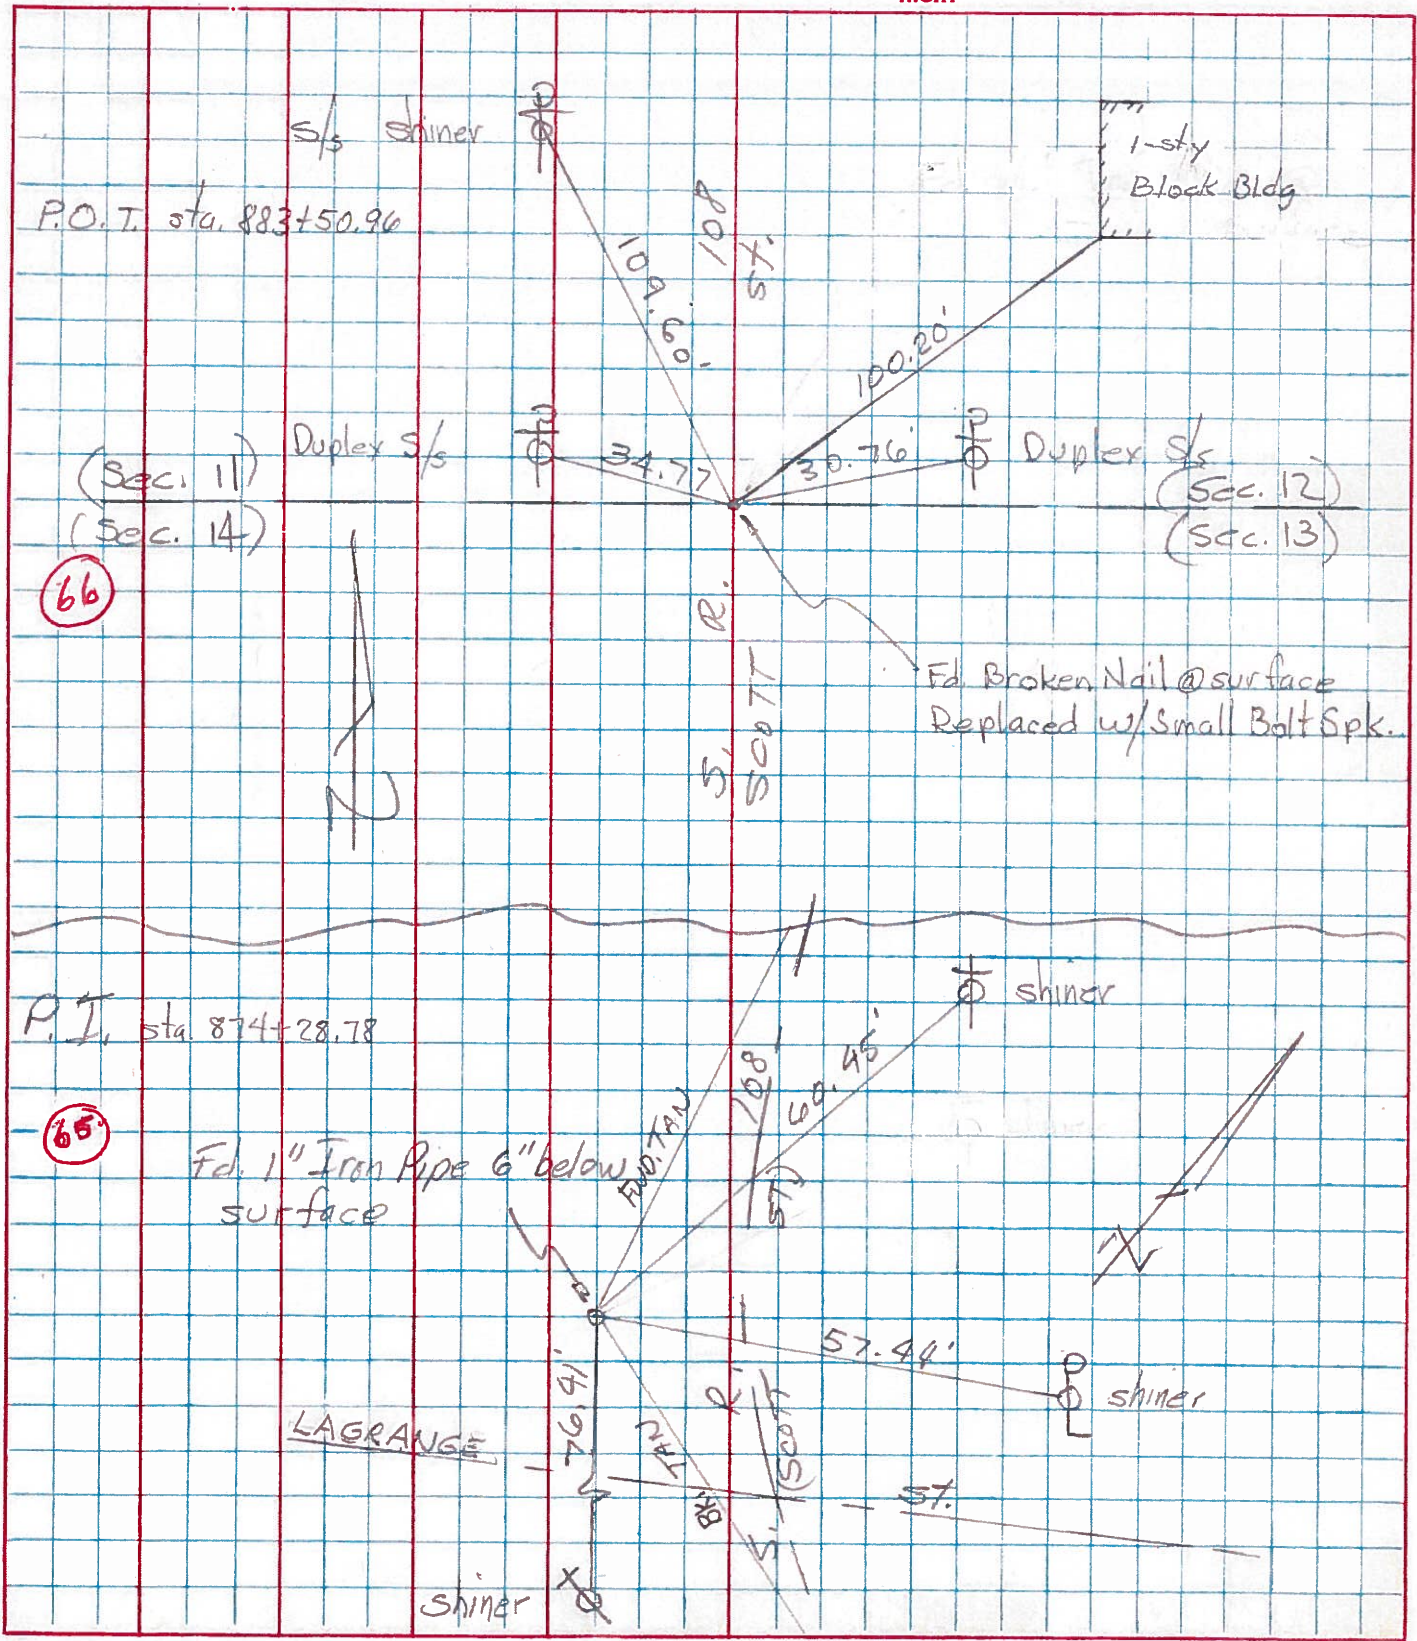 S/s shiner
1-sty
Block Bldg
P.O.T. sta. 883+50.96
109.60'
108
ST.
100.20'
Duplex S/s
34.77
30.76'
Duplex S/s
(Sec. 11)
(Sec. 12)
(Sec. 14)
(Sec. 13)
66
S. R.
SCOTT
Fd. Broken Nail @ surface
Replaced w/ Small Bolt Spk.
N
P.I. sta. 874+28.78
shiner
65
FWD. TAN
108
ST)
60.45'
Fd. 1" Iron Pipe 6" below
surface
N
57.44'
76.41'
shiner
LAGRANGE ST.
BK. TAN
S. R.
(SCOTT
shiner